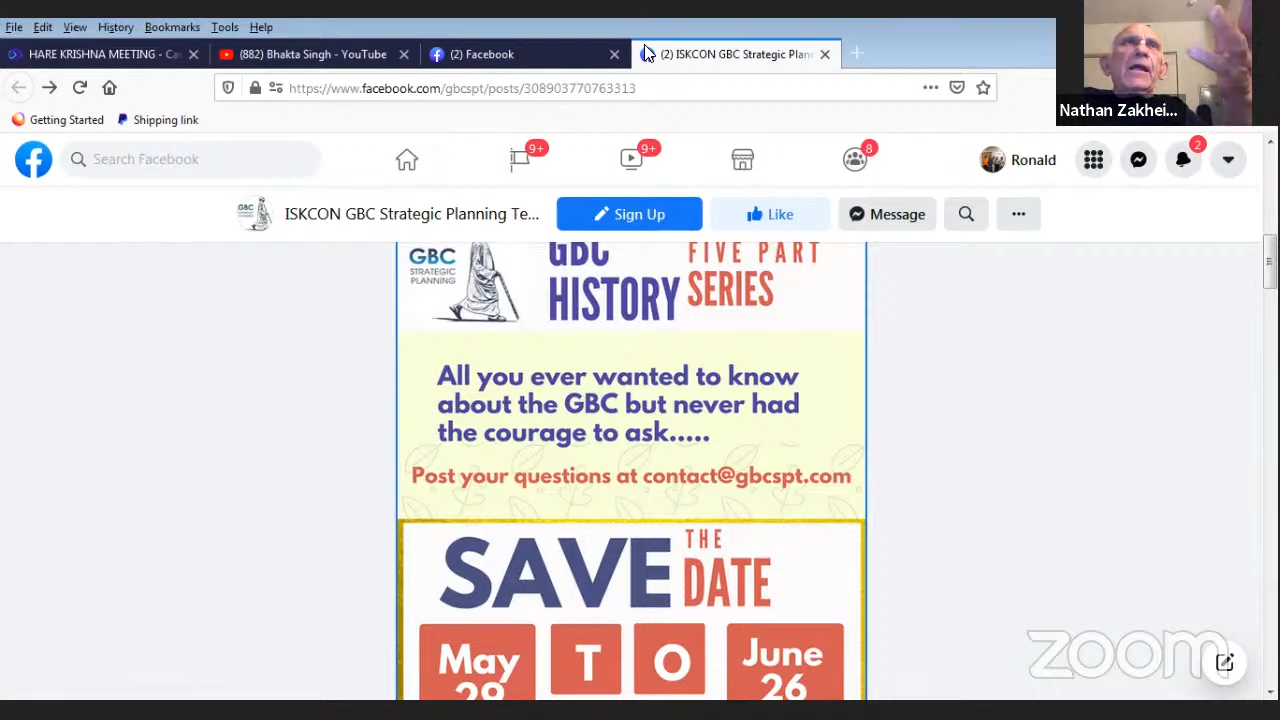 File Edit View History Bookmarks Tools Help
HARE KRISHNA MEETING - Ca
(882) Bhakta Singh - YouTube
(2) Facebook
(2) ISKCON GBC Strategic Plan
https://www.facebook.com/gbcspt/posts/308903770763313
Nathan Zakhei...
Getting Started
Shipping link
Search Facebook
9+
9+
8
Ronald
2
ISKCON GBC Strategic Planning Te...
Sign Up
Like
Message
GBC
STRATEGIC
PLANNING
GBC
HISTORY
FIVE PART
SERIES
All you ever wanted to know
about the GBC but never had
the courage to ask.....
Post your questions at contact@gbcspt.com
SAVE THE DATE
May 29
TO
June 26
zoom